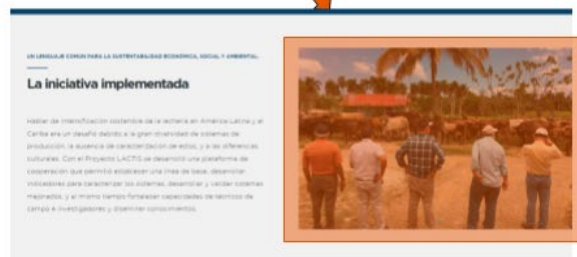 UN LENGUAJE COMÚN PARA LA SUSTENTABILIDAD ECONÓMICA, SOCIAL Y AMBIENTAL.
La iniciativa implementada
Hablar de intensificación sostenible de la lechería en América Latina y el
Caribe era un desafío debido a la gran diversidad de sistemas de
producción, la ausencia de caracterización de estos, y a las diferencias
culturales. Con el Proyecto LACTIS se desarrolló una plataforma de
cooperación que permitió establecer una línea de base, desarrollar
indicadores para caracterizar los sistemas, desarrollar y validar sistemas
mejorados, y al mismo tiempo fortalecer capacidades de técnicos de
campo e investigadores y diseminar conocimientos.